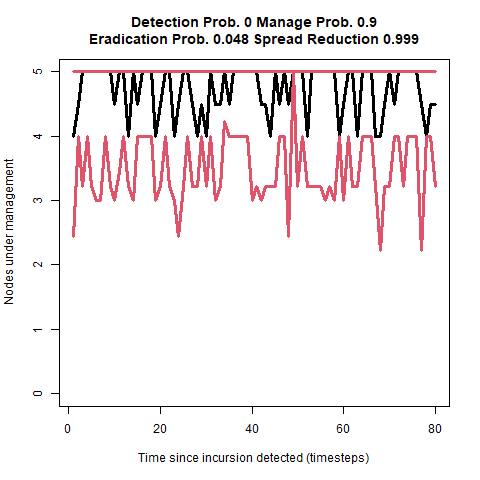 Detection Prob. 0 Manage Prob. 0.9
Eradication Prob. 0.048 Spread Reduction 0.999
Nodes under management
5
4
3
2
1
0
0
20
40
60
80
Time since incursion detected (timesteps)